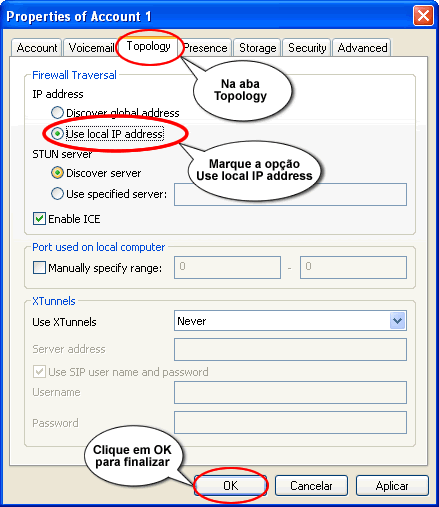 Properties of Account 1
Account Voicemail Topology Presence Storage Security Advanced
Firewall Traversal
Na aba
Topology
IP address
Discover global address
Use local IP address
STUN server
Marque a opção
Use local IP address
Discover server
Use specified server:
Enable ICE
Port used on local computer
Manually specify range: 0 - 0
XTunnels
Use XTunnels Never
Server address
Use SIP user name and password
Username
Password
Clique em OK
para finalizar
OK Cancelar Aplicar